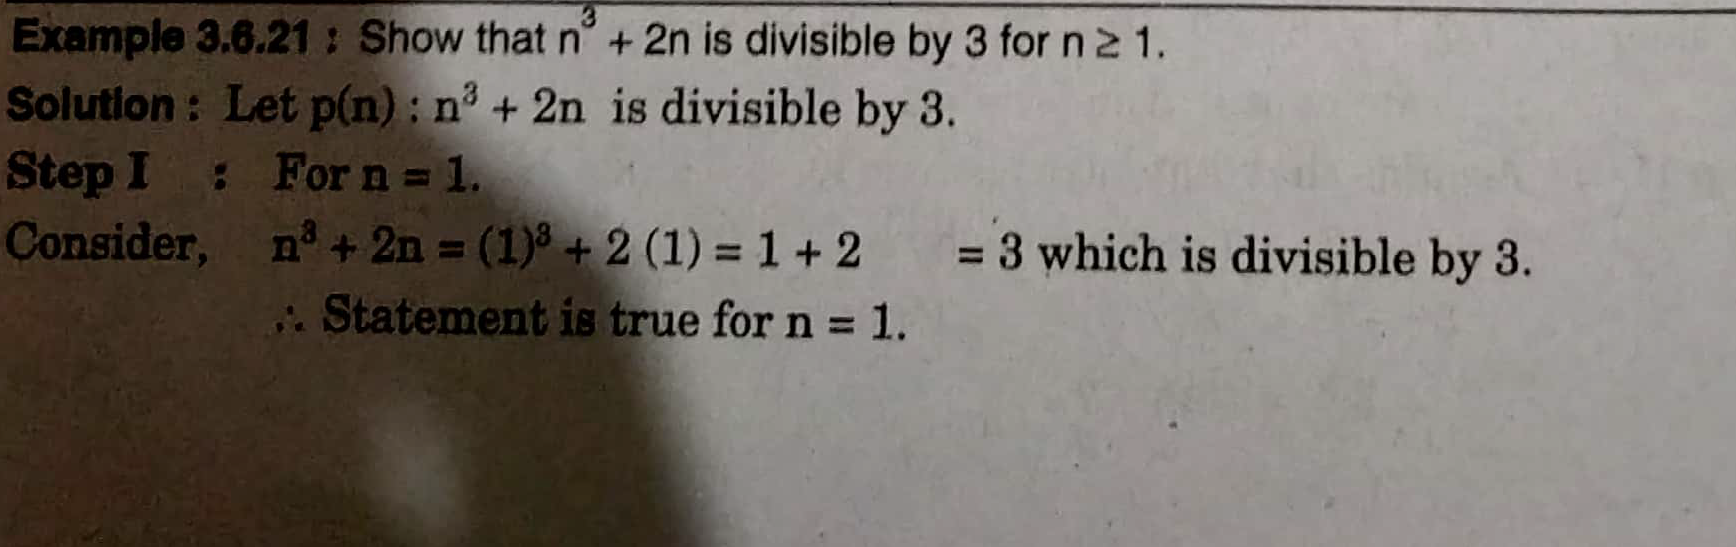 Example 3.6.21 : Show that n³ + 2n is divisible by 3 for n ≥ 1.
Solution : Let p(n) : n³ + 2n is divisible by 3.
Step I : For n = 1.
Consider, n³ + 2n = (1)³ + 2 (1) = 1 + 2 = 3 which is divisible by 3.
∴ Statement is true for n = 1.